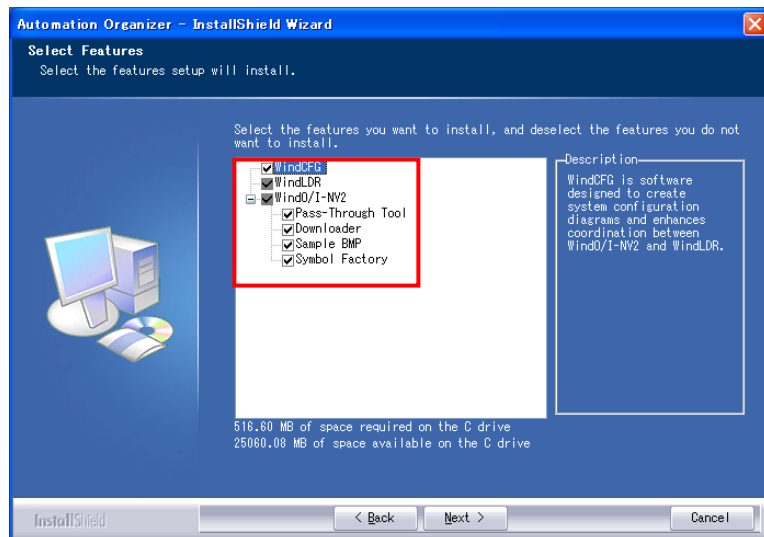 Automation Organizer - InstallShield Wizard
Select Features
Select the features setup will install.
Select the features you want to install, and deselect the features you do not
want to install.
WindCFG
WindLDR
WindO/I-NV2
Pass-Through Tool
Downloader
Sample BMP
Symbol Factory
Description
WindCFG is software
designed to create
system configuration
diagrams and enhances
coordination between
WindO/I-NV2 and WindLDR.
516.60 MB of space required on the C drive
25060.08 MB of space available on the C drive
InstallShield
< Back
Next >
Cancel